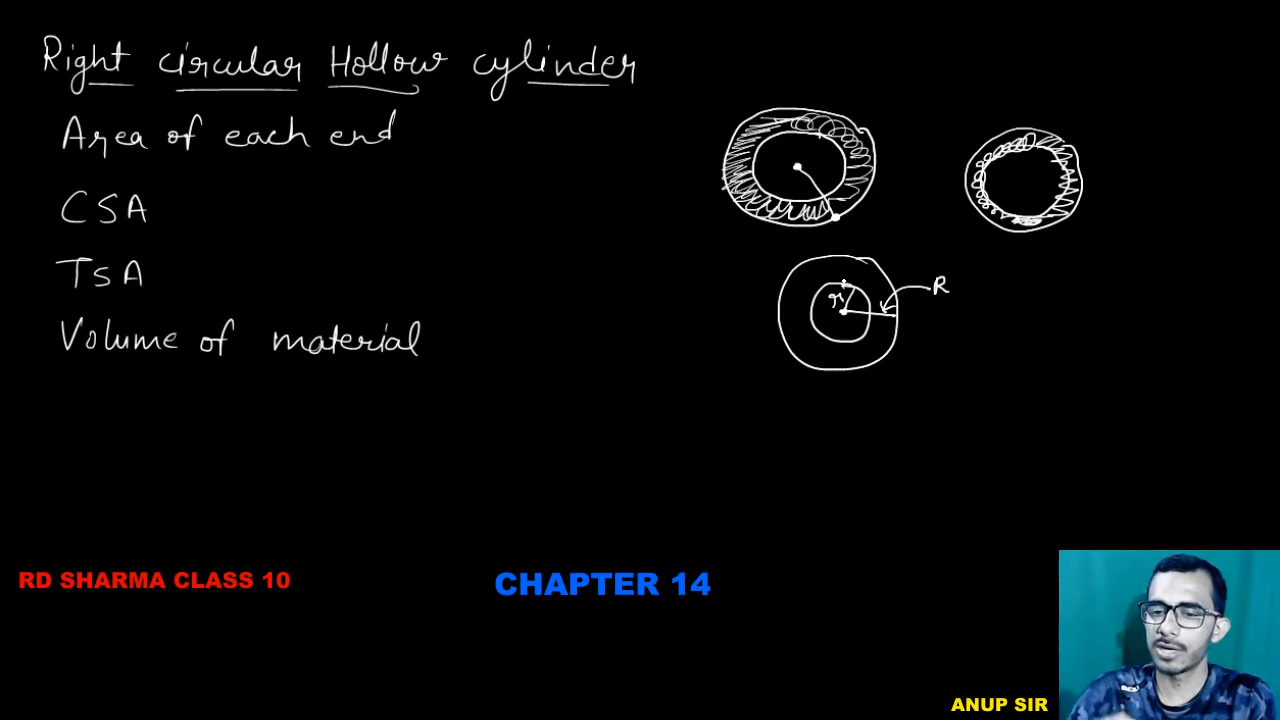 Right circular Hollow cylinder
Area of each end
CSA
TSA
Volume of material
r
R
RD SHARMA CLASS 10
CHAPTER 14
ANUP SIR